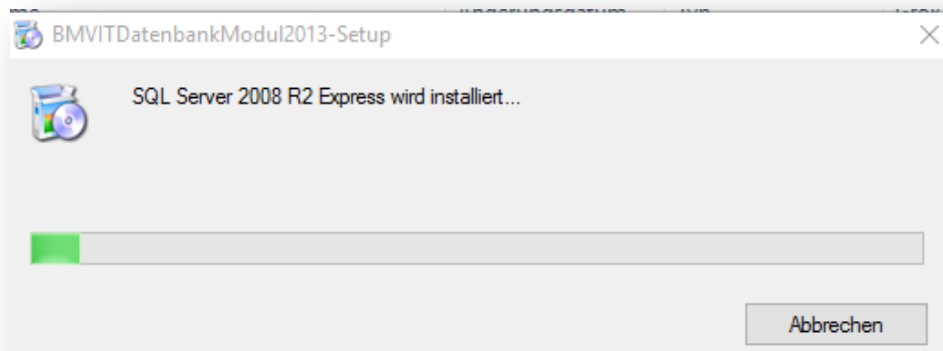 BMVITDatenbankModul2013-Setup
SQL Server 2008 R2 Express wird installiert...
Abbrechen